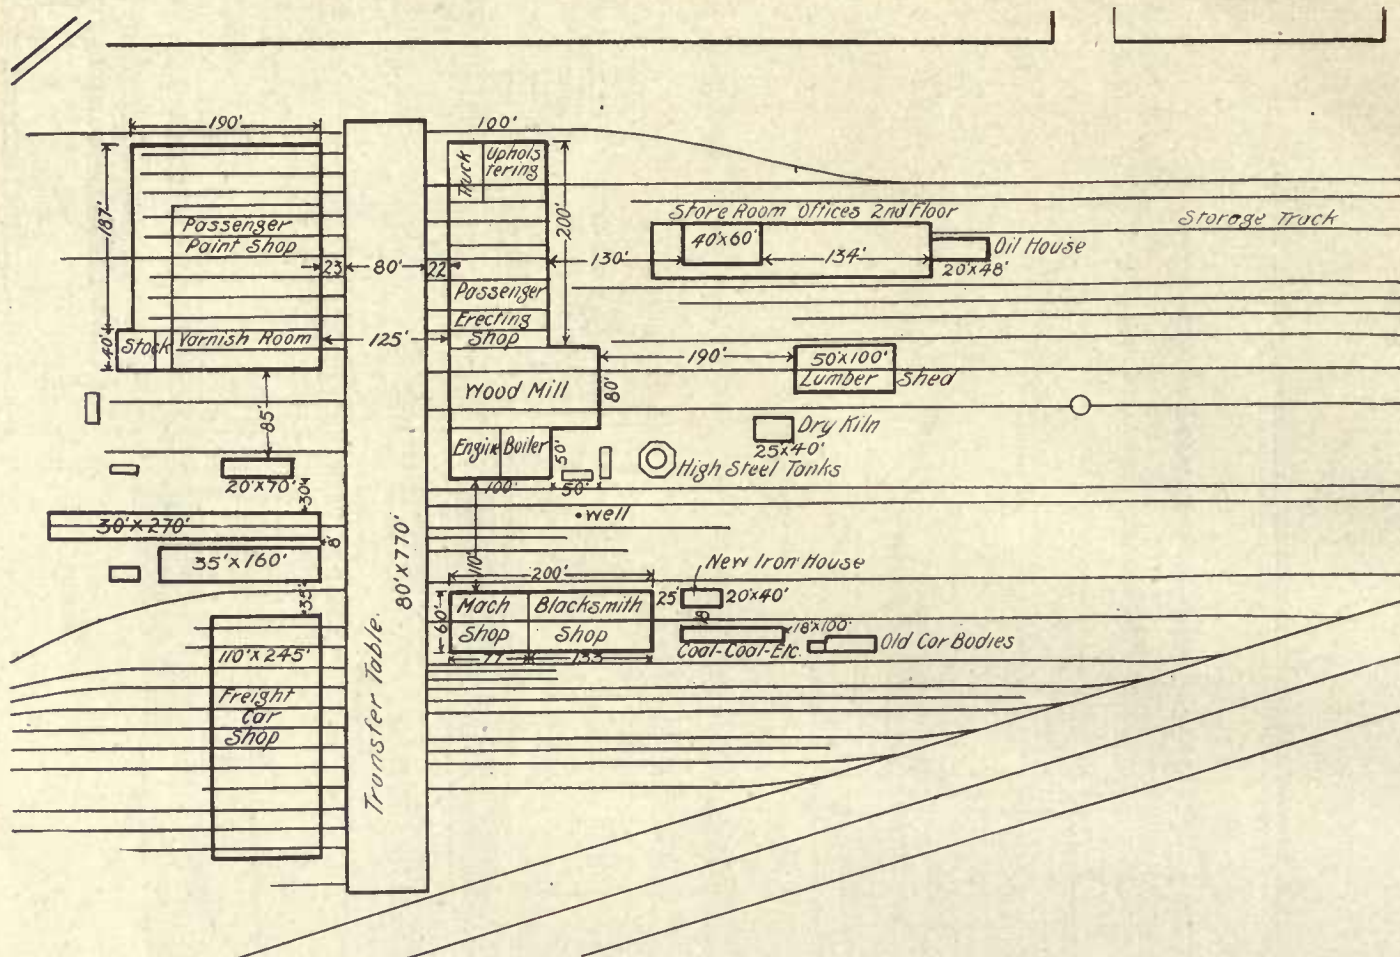 190'
100'
187'
Truck
Uphols
tering
200'
Passenger
Paint Shop
Store Room Offices 2nd Floor
40'x60'
134'
Storage Track
Oil House
20'x48'
23
80'
22
130'
Passenger
Erecting
Shop
40'
Stock
Varnish Room
125'
190'
50'x100'
Lumber Shed
Wood Mill
80'
85'
Dry Kiln
25'x40'
Engine
Boiler
50'
High Steel Tanks
20'x70'
100'
50'
30'
•Well
30'x270'
8'
35'x160'
110'
80'x770'
35'
200'
New Iron House
60'
Mach
Shop
Blacksmith
Shop
25'
20'x40'
18'
18'x100'
Coal-Coal-Etc.
Old Car Bodies
77
133
110'x245'
Freight
Car
Shop
Transfer Table